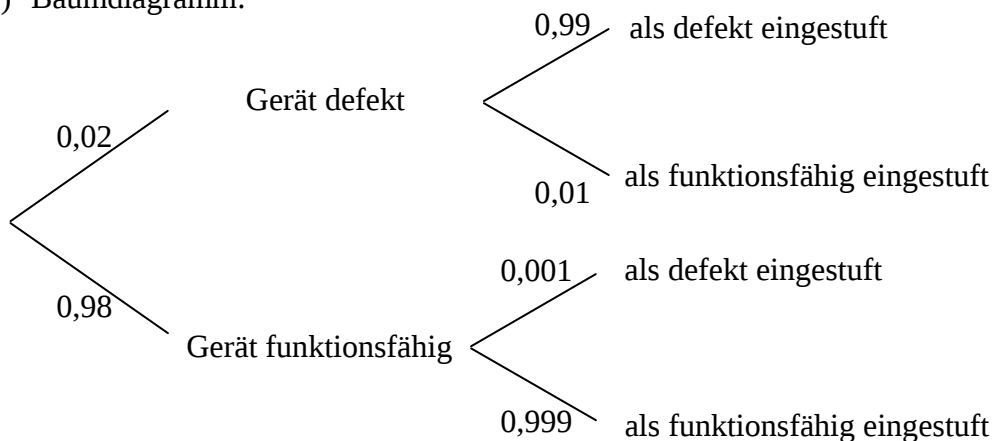 ) Baumdiagramm:
0,99 als defekt eingestuft
Gerät defekt
0,02
als funktionsfähig eingestuft
0,01
0,001 als defekt eingestuft
0,98
Gerät funktionsfähig
0,999 als funktionsfähig eingestuft